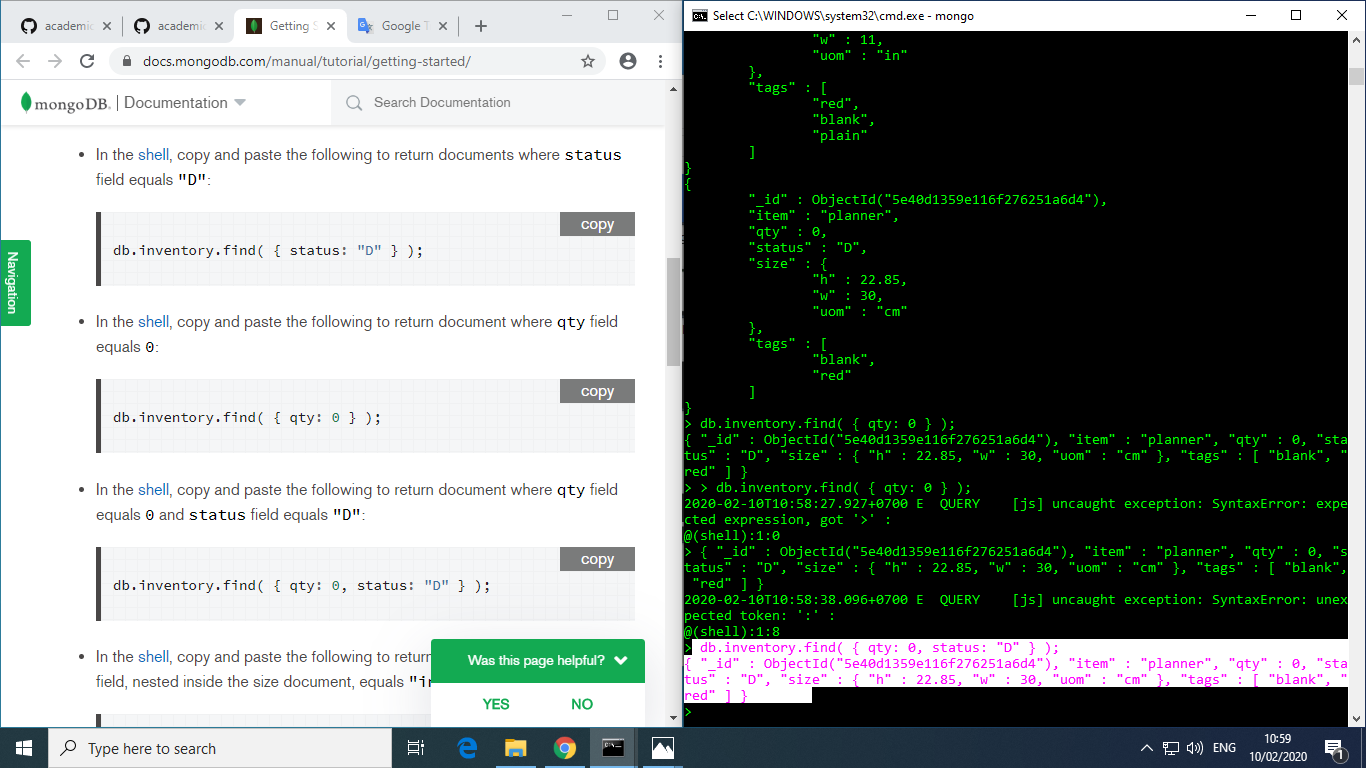 academic
academic
Getting S
Google T
docs.mongodb.com/manual/tutorial/getting-started/
mongoDB. | Documentation
Search Documentation
Navigation
In the shell, copy and paste the following to return documents where status
field equals "D":
copy
db.inventory.find( { status: "D" } );
In the shell, copy and paste the following to return document where qty field
equals 0:
copy
db.inventory.find( { qty: 0 } );
In the shell, copy and paste the following to return document where qty field
equals 0 and status field equals "D":
copy
db.inventory.find( { qty: 0, status: "D" } );
In the shell, copy and paste the following to return
field, nested inside the size document, equals "in
Was this page helpful?
YES NO
Select C:\WINDOWS\system32\cmd.exe - mongo
"w" : 11,
"uom" : "in"
},
"tags" : [
"red",
"blank",
"plain"
]
}
{
"_id" : ObjectId("5e40d1359e116f276251a6d4"),
"item" : "planner",
"qty" : 0,
"status" : "D",
"size" : {
"h" : 22.85,
"w" : 30,
"uom" : "cm"
},
"tags" : [
"blank",
"red"
]
}
> db.inventory.find( { qty: 0 } );
{ "_id" : ObjectId("5e40d1359e116f276251a6d4"), "item" : "planner", "qty" : 0, "sta
tus" : "D", "size" : { "h" : 22.85, "w" : 30, "uom" : "cm" }, "tags" : [ "blank", "
red" ] }
> > db.inventory.find( { qty: 0 } );
2020-02-10T10:58:27.927+0700 E  QUERY    [js] uncaught exception: SyntaxError: expe
cted expression, got '>' :
@(shell):1:0
> { "_id" : ObjectId("5e40d1359e116f276251a6d4"), "item" : "planner", "qty" : 0, "s
tatus" : "D", "size" : { "h" : 22.85, "w" : 30, "uom" : "cm" }, "tags" : [ "blank",
"red" ] }
2020-02-10T10:58:38.096+0700 E  QUERY    [js] uncaught exception: SyntaxError: unex
pected token: ':' :
@(shell):1:8
> db.inventory.find( { qty: 0, status: "D" } );
{ "_id" : ObjectId("5e40d1359e116f276251a6d4"), "item" : "planner", "qty" : 0, "sta
tus" : "D", "size" : { "h" : 22.85, "w" : 30, "uom" : "cm" }, "tags" : [ "blank", "
red" ] }
>
Type here to search
ENG
10:59
10/02/2020
1